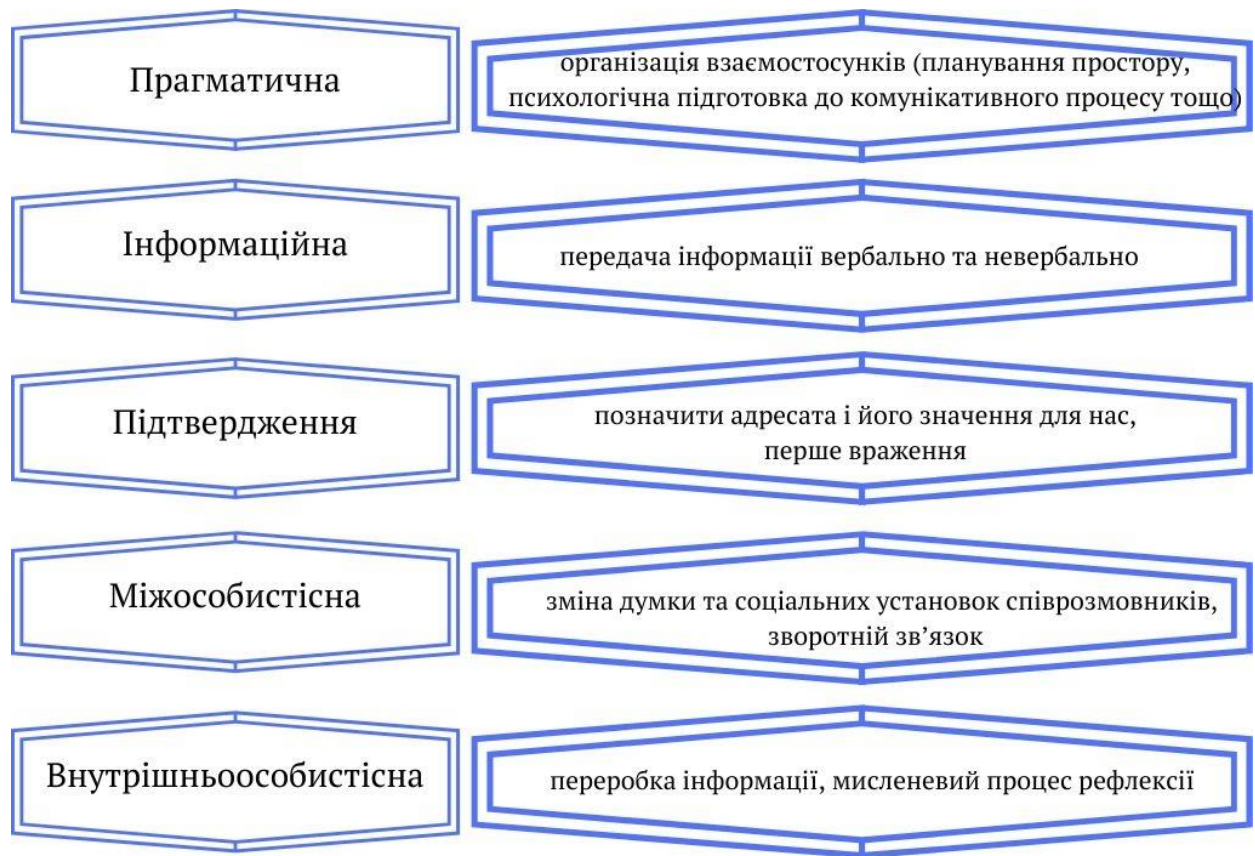 Прагматична
організація взаємостосунків (планування простору,
психологічна підготовка до комунікативного процесу тощо)
Інформаційна
передача інформації вербально та невербально
Підтвердження
позначити адресата і його значення для нас,
перше враження
Міжособистісна
зміна думки та соціальних установок співрозмовників,
зворотній зв’язок
Внутрішньоособистісна
переробка інформації, мисленевий процес рефлексії